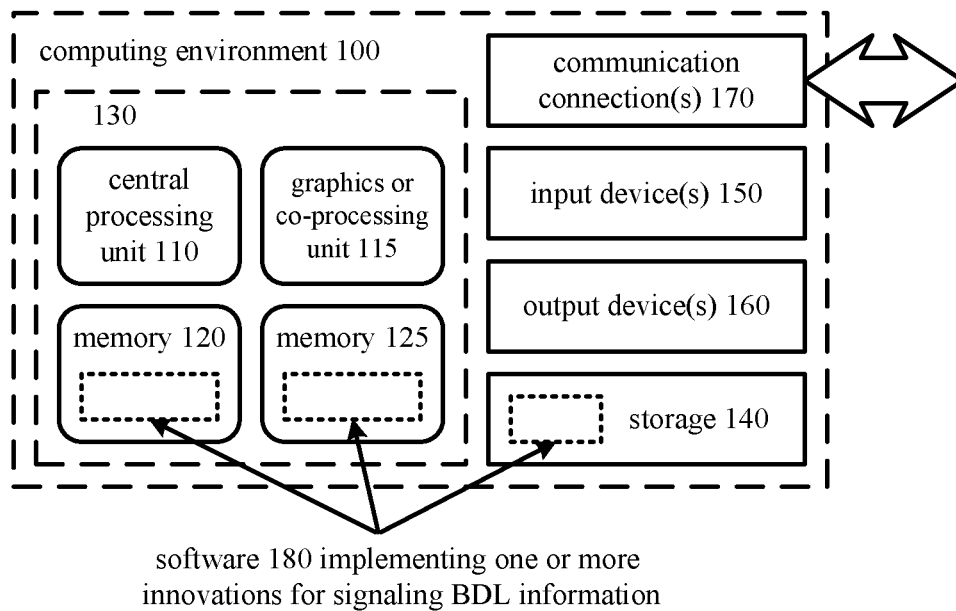 computing environment 100
130
central
processing
unit 110
graphics or
co-processing
unit 115
memory 120
memory 125
communication
connection(s) 170
input device(s) 150
output device(s) 160
storage 140
software 180 implementing one or more
innovations for signaling BDL information